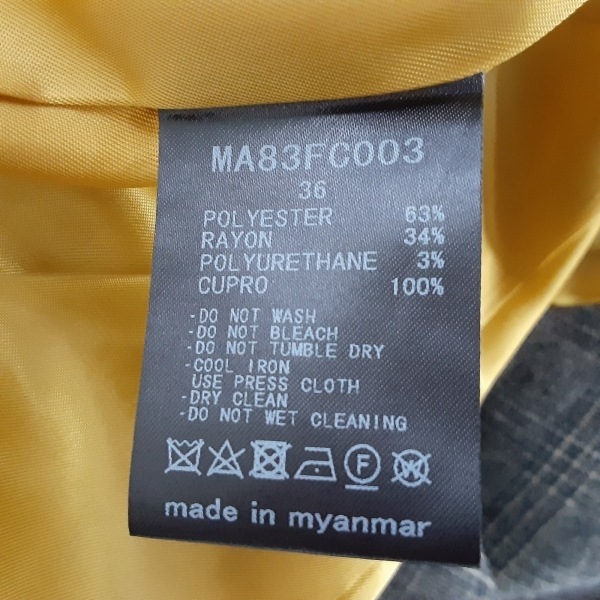 MA83FC003
36
POLYESTER 63%
RAYON 34%
POLYURETHANE 3%
CUPRO 100%
-DO NOT WASH
-DO NOT BLEACH
-DO NOT TUMBLE DRY
-COOL IRON
USE PRESS CLOTH
-DRY CLEAN
-DO NOT WET CLEANING
F W
made in myanmar